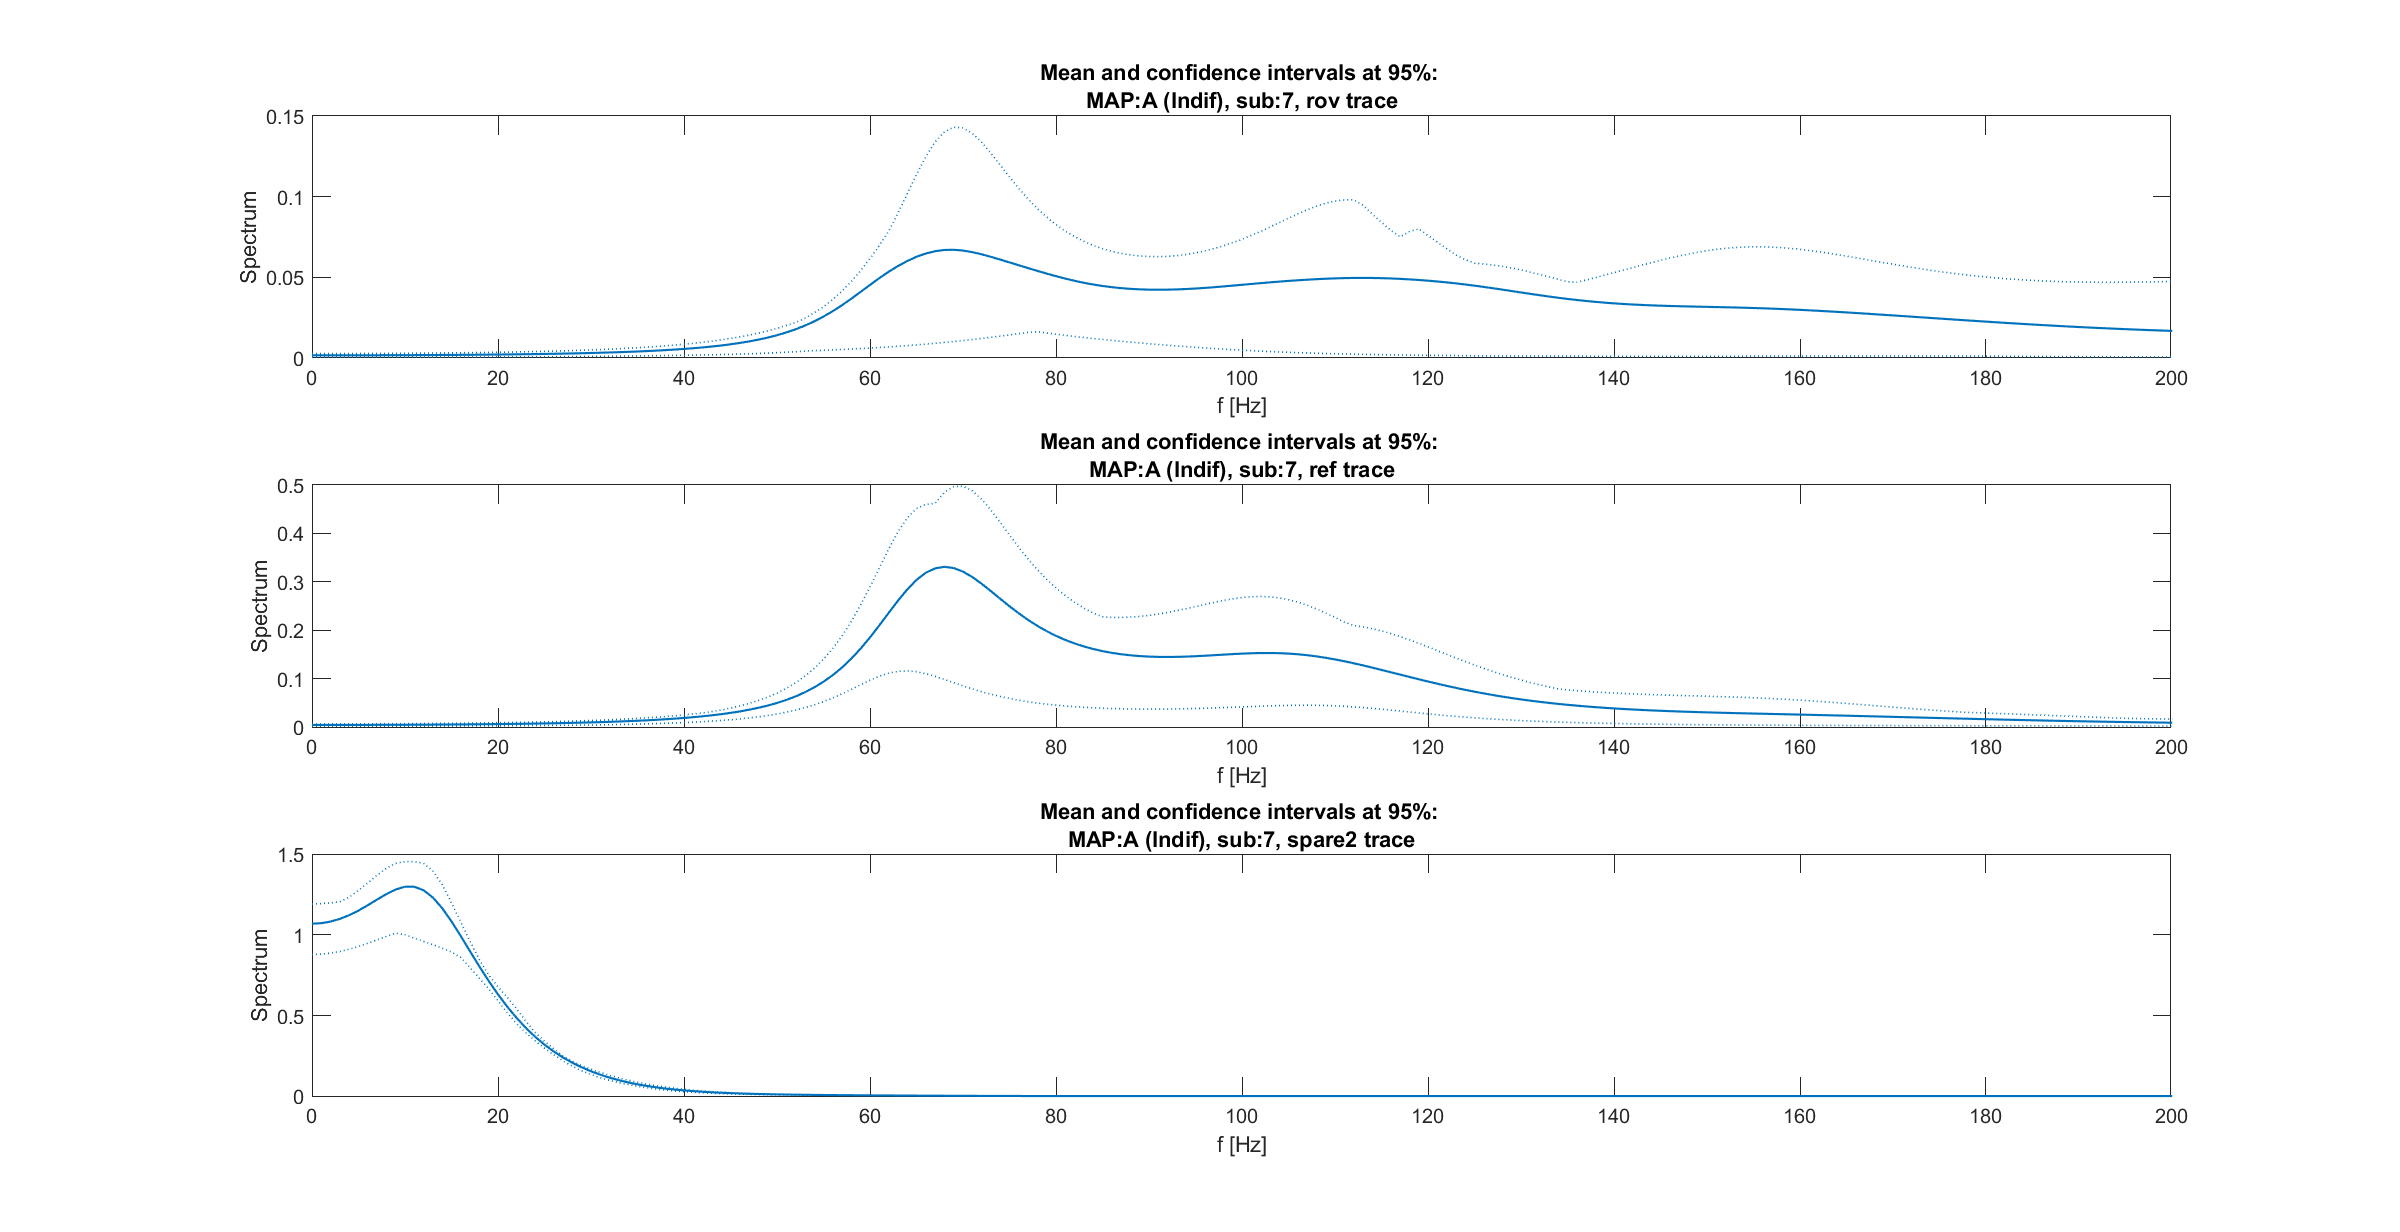 Mean and confidence intervals at 95%:
MAP:A (Indif), sub:7, rov trace
Spectrum
0.15
0.1
0.05
0
0 20 40 60 80 100 120 140 160 180 200
f [Hz]
Mean and confidence intervals at 95%:
MAP:A (Indif), sub:7, ref trace
Spectrum
0.5
0.4
0.3
0.2
0.1
0
0 20 40 60 80 100 120 140 160 180 200
f [Hz]
Mean and confidence intervals at 95%:
MAP:A (Indif), sub:7, spare2 trace
Spectrum
1.5
1
0.5
0
0 20 40 60 80 100 120 140 160 180 200
f [Hz]